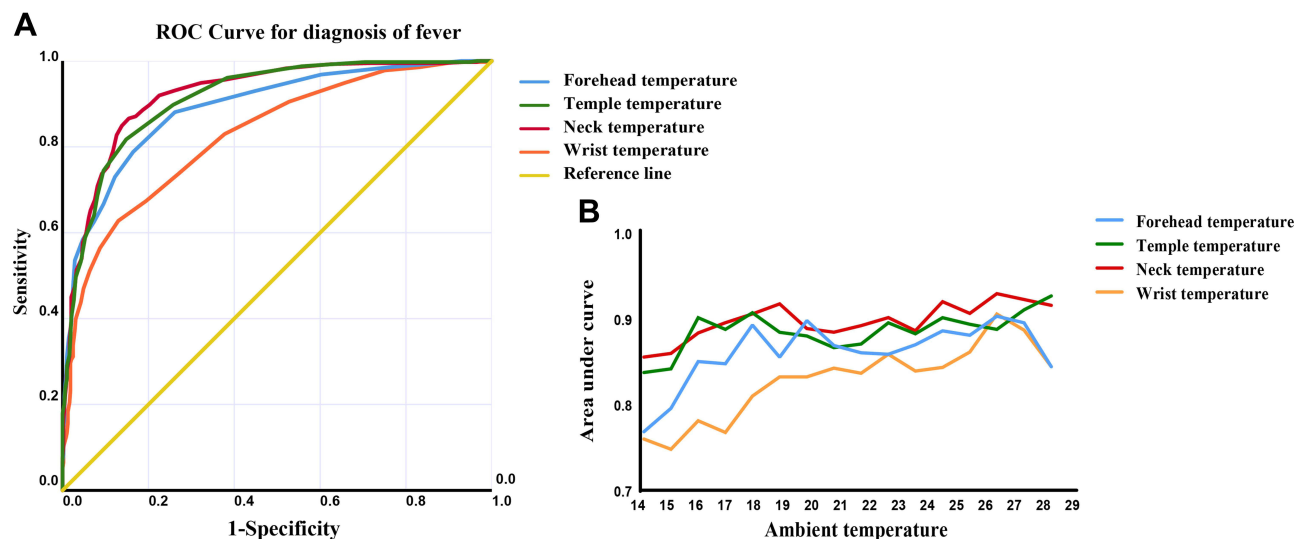 A
ROC Curve for diagnosis of fever
1.0
0.8
0.6
0.4
0.2
0.0
Sensitivity
0.0
0.2
0.4
0.6
0.8
1.0
0.0
1-Specificity
Forehead temperature
Temple temperature
Neck temperature
Wrist temperature
Reference line
B
1.0
0.9
0.8
0.7
Area under curve
14 15 16 17 18 19 20 21 22 23 24 25 26 27 28 29
Ambient temperature
Forehead temperature
Temple temperature
Neck temperature
Wrist temperature